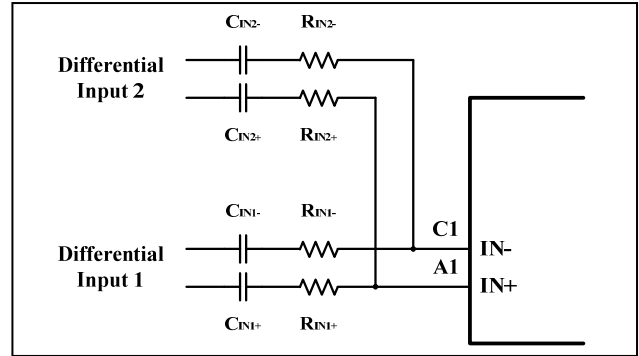 CIN2- RIN2-
Differential
Input 2
CIN2+ RIN2+
CIN1- RIN1-
C1
Differential
Input 1
IN-
A1
IN+
CIN1+ RIN1+